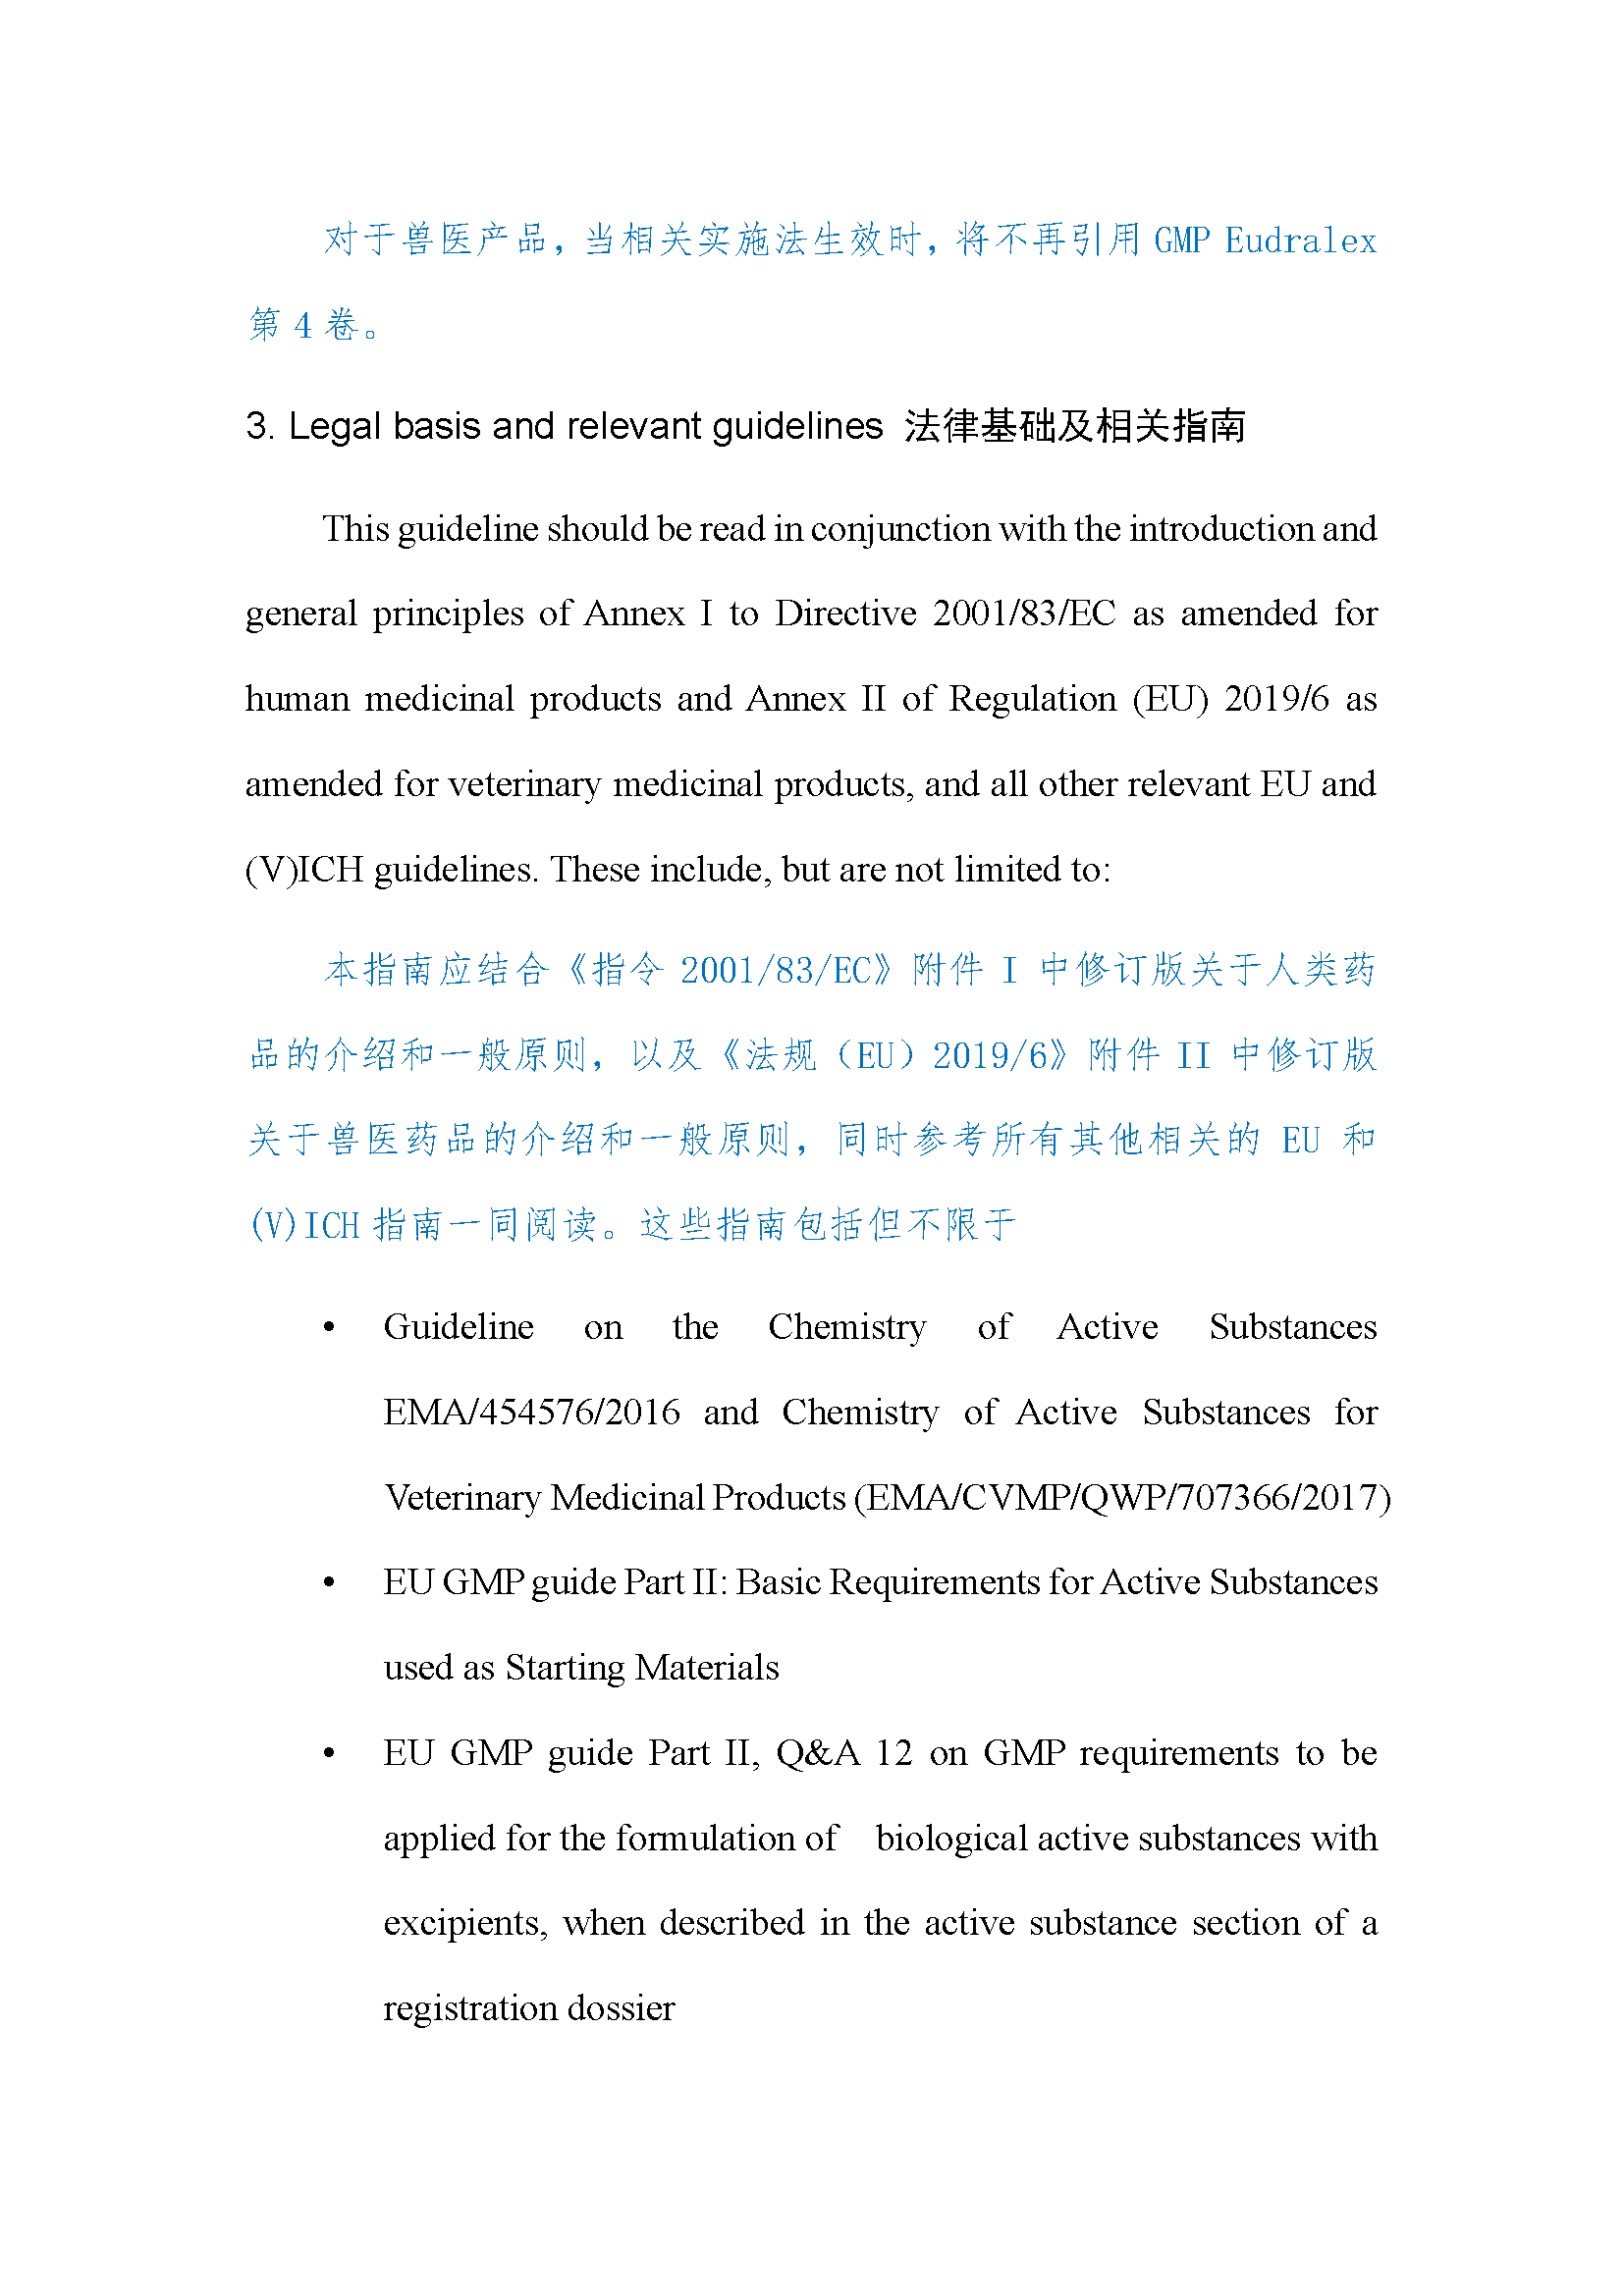 对于兽医产品，当相关实施法生效时，将不再引用 GMP Eudralex
第 4 卷。
3. Legal basis and relevant guidelines 法律基础及相关指南
This guideline should be read in conjunction with the introduction and
general principles of Annex I to Directive 2001/83/EC as amended for
human medicinal products and Annex II of Regulation (EU) 2019/6 as
amended for veterinary medicinal products, and all other relevant EU and
(V)ICH guidelines. These include, but are not limited to:
本指南应结合《指令 2001/83/EC》附件 I 中修订版关于人类药
品的介绍和一般原则，以及《法规（EU）2019/6》附件 II 中修订版
关于兽医药品的介绍和一般原则，同时参考所有其他相关的 EU 和
(V)ICH 指南一同阅读。这些指南包括但不限于
• Guideline on the Chemistry of Active Substances
EMA/454576/2016 and Chemistry of Active Substances for
Veterinary Medicinal Products (EMA/CVMP/QWP/707366/2017)
• EU GMP guide Part II: Basic Requirements for Active Substances
used as Starting Materials
• EU GMP guide Part II, Q&A 12 on GMP requirements to be
applied for the formulation of biological active substances with
excipients, when described in the active substance section of a
registration dossier